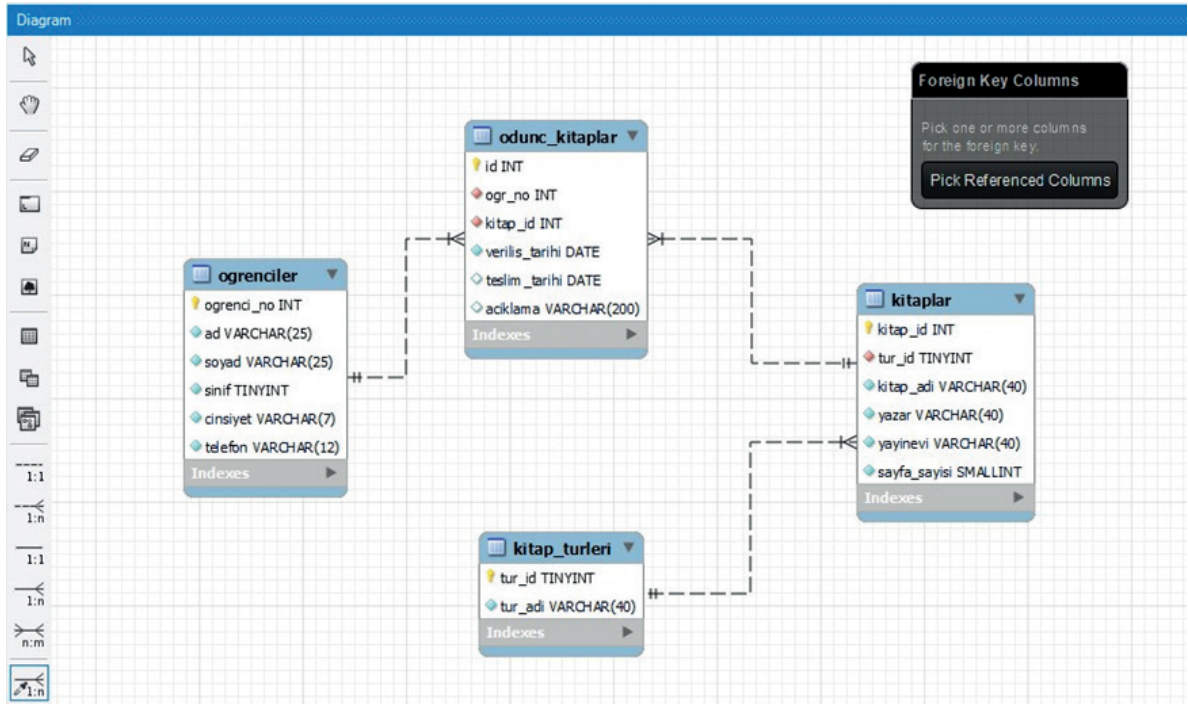 Diagram
Foreign Key Columns
Pick one or more columns
for the foreign key.
Pick Referenced Columns
odunc_kitaplar
id INT
ogr_no INT
kitap_id INT
verilis_tarihi DATE
teslim_tarihi DATE
aciklama VARCHAR(200)
Indexes
ogrenciler
ogrenci_no INT
ad VARCHAR(25)
soyad VARCHAR(25)
sinif TINYINT
cinsiyet VARCHAR(7)
telefon VARCHAR(12)
Indexes
kitaplar
kitap_id INT
tur_id TINYINT
kitap_adi VARCHAR(40)
yazar VARCHAR(40)
yayinevi VARCHAR(40)
sayfa_sayisi SMALLINT
Indexes
kitap_turleri
tur_id TINYINT
tur_adi VARCHAR(40)
Indexes
1:1
1:n
1:1
1:n
n:m
1:n